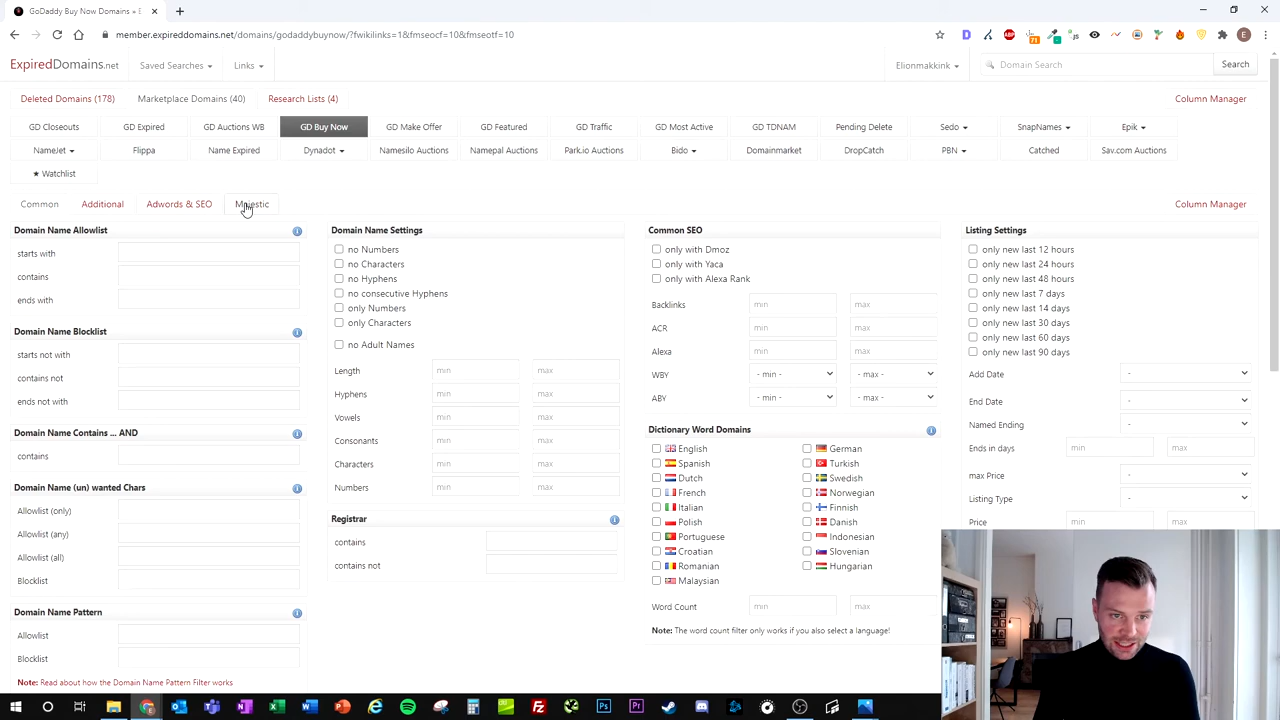 GoDaddy Buy Now Domains »
member.expireddomains.net/domains/godaddybuynow/?fwikilinks=1&fmseocf=10&fmseotf=10
ExpiredDomains.net
Saved Searches
Links
Elionmakkink
Domain Search
Search
Deleted Domains (178)
Marketplace Domains (40)
Research Lists (4)
Column Manager
GD Closeouts
GD Expired
GD Auctions WB
GD Buy Now
GD Make Offer
GD Featured
GD Traffic
GD Most Active
GD TDNAM
Pending Delete
Sedo
SnapNames
Epik
NameJet
Flippa
Name Expired
Dynadot
Namesilo Auctions
Namepal Auctions
Park.io Auctions
Bido
Domainmarket
DropCatch
PBN
Catched
Sav.com Auctions
★ Watchlist
Common
Additional
Adwords & SEO
Majestic
Column Manager
Domain Name Allowlist
starts with
contains
ends with
Domain Name Blocklist
starts not with
contains not
ends not with
Domain Name Contains ... AND
contains
Domain Name (un) wanted Chars
Allowlist (only)
Allowlist (any)
Allowlist (all)
Blocklist
Domain Name Pattern
Allowlist
Blocklist
Note: Read about how the Domain Name Pattern Filter works
Domain Name Settings
no Numbers
no Characters
no Hyphens
no consecutive Hyphens
only Numbers
only Characters
no Adult Names
Length min max
Hyphens min max
Vowels min max
Consonants min max
Characters min max
Numbers min max
Registrar
contains
contains not
Common SEO
only with Dmoz
only with Yaca
only with Alexa Rank
Backlinks min max
ACR min max
Alexa min max
WBY - min - - max -
ABY - min - - max -
Dictionary Word Domains
English German
Spanish Turkish
Dutch Swedish
French Norwegian
Italian Finnish
Polish Danish
Portuguese Indonesian
Croatian Slovenian
Romanian Hungarian
Malaysian
Word Count min max
Note: The word count filter only works if you also select a language!
Listing Settings
only new last 12 hours
only new last 24 hours
only new last 48 hours
only new last 7 days
only new last 14 days
only new last 30 days
only new last 60 days
only new last 90 days
Add Date -
End Date -
Named Ending -
Ends in days min max
max Price -
Listing Type -
Price min max